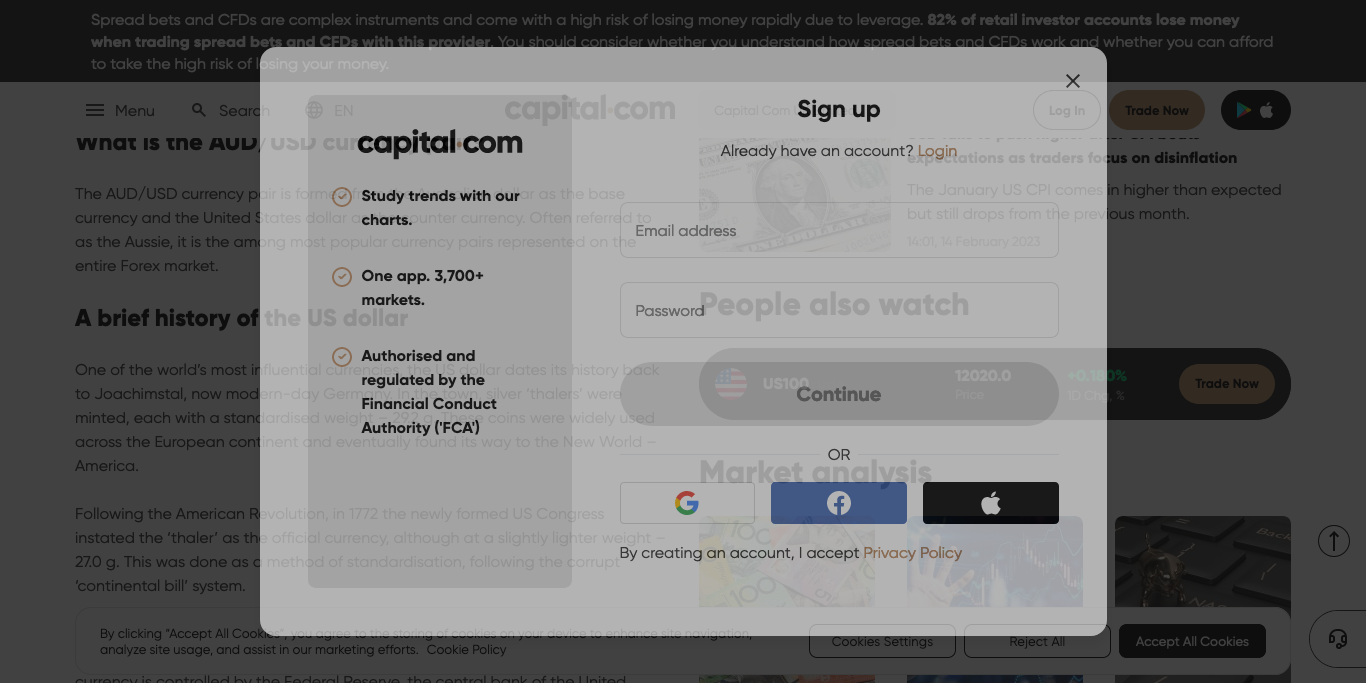 Spread bets and CFDs are complex instruments and come with a high risk of losing money rapidly due to leverage. 82% of retail investor accounts lose money
when trading spread bets and CFDs with this provider. You should consider whether you understand how spread bets and CFDs work and whether you can afford
to take the high risk of losing your money.
Menu
Search
EN
capital.com
Capital Com
Log In
Trade Now
What is the AUD/USD
The AUD/USD currency pair is formed
dollar as the base
currency and the United States dollar as the counter currency. Often referred to
as the Aussie, it is the among most popular currency pairs represented on the
entire Forex market.
A brief history of the US dollar
One of the world's most influential currencies, the US dollar dates its history back
to Joachimstal, now modern-day Germany. In the town, silver 'thalers' were
minted, each with a standardised weight – 29.2 g. These coins were widely used
across the European continent and eventually found its way to the New World –
America.
Following the American Revolution, in 1772 the newly formed US Congress
instated the 'thaler' as the official currency, although at a slightly lighter weight –
27.0 g. This was done as a method of standardisation, following the corrupt
'continental bill' system.
currency is controlled by the Federal Reserve, the central bank of the United
capital.com
Study trends with our
charts.
One app. 3,700+
markets.
Authorised and
regulated by the
Financial Conduct
Authority ('FCA')
Sign up
Already have an account? Login
Email address
Password
Continue
OR
By creating an account, I accept Privacy Policy
expectations as traders focus on disinflation
The January US CPI comes in higher than expected
but still drops from the previous month.
14:01, 14 February 2023
People also watch
US100
12020.0
Price
+0.180%
1D Chg, %
Trade Now
Market analysis
By clicking "Accept All Cookies", you agree to the storing of cookies on your device to enhance site navigation,
analyze site usage, and assist in our marketing efforts. Cookie Policy
Cookies Settings
Reject All
Accept All Cookies